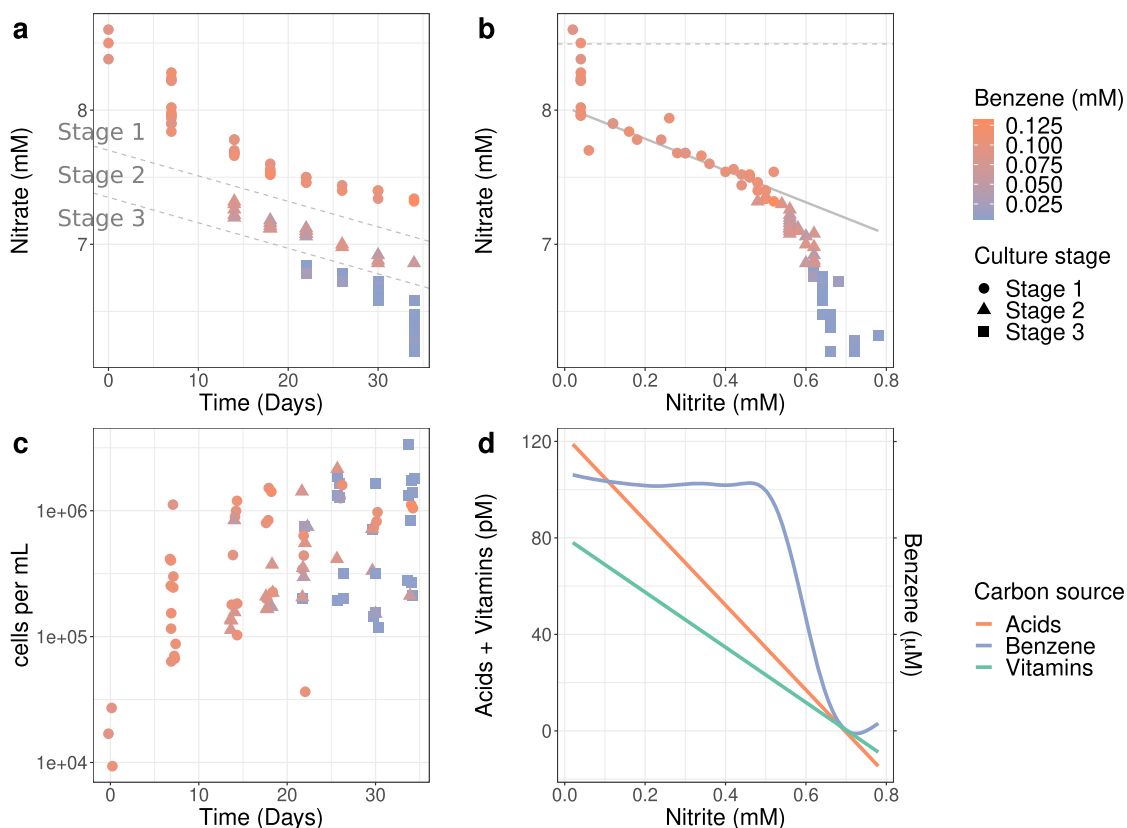 a
Nitrate (mM)
8
7
Stage 1
Stage 2
Stage 3
0
10
20
30
Time (Days)
b
Nitrate (mM)
8
7
0.0
0.2
0.4
0.6
0.8
Nitrite (mM)
Benzene (mM)
0.125
0.100
0.075
0.050
0.025
Culture stage
Stage 1
Stage 2
Stage 3
c
cells per mL
1e+06
1e+05
1e+04
0
10
20
30
Time (Days)
d
Acids + Vitamins (pM)
120
80
40
0
0.0
0.2
0.4
0.6
0.8
Nitrite (mM)
Benzene (μM)
Carbon source
Acids
Benzene
Vitamins